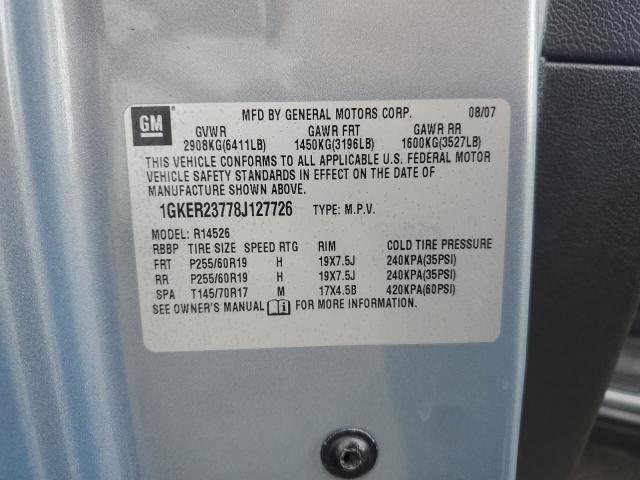 GM
MFD BY GENERAL MOTORS CORP. 08/07
GVWR GAWR FRT GAWR RR
2908KG(6411LB) 1450KG(3196LB) 1600KG(3527LB)
THIS VEHICLE CONFORMS TO ALL APPLICABLE U.S. FEDERAL MOTOR
VEHICLE SAFETY STANDARDS IN EFFECT ON THE DATE OF
MANUFACTURE SHOWN ABOVE.
1GKER23778J127726 TYPE: M.P.V.
MODEL: R14526
RBBP TIRE SIZE SPEED RTG RIM COLD TIRE PRESSURE
FRT P255/60R19 H 19X7.5J 240KPA(35PSI)
RR P255/60R19 H 19X7.5J 240KPA(35PSI)
SPA T145/70R17 M 17X4.5B 420KPA(60PSI)
SEE OWNER'S MANUAL FOR MORE INFORMATION.